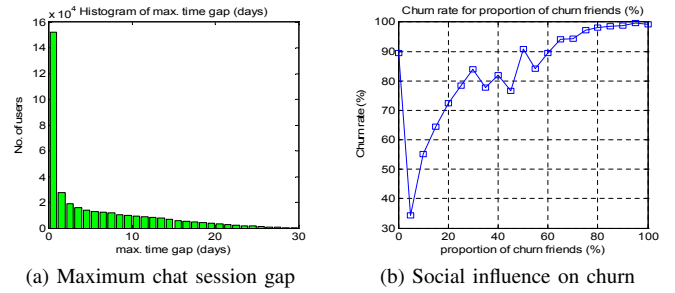 x 10^4 Histogram of max. time gap (days)
16
14
12
10
8
6
4
2
0
No. of users
0 10 20 30
max. time gap (days)
(a) Maximum chat session gap
Churn rate for proportion of churn friends (%)
100
90
80
70
60
50
40
30
Churn rate (%)
0 20 40 60 80 100
proportion of churn friends (%)
(b) Social influence on churn